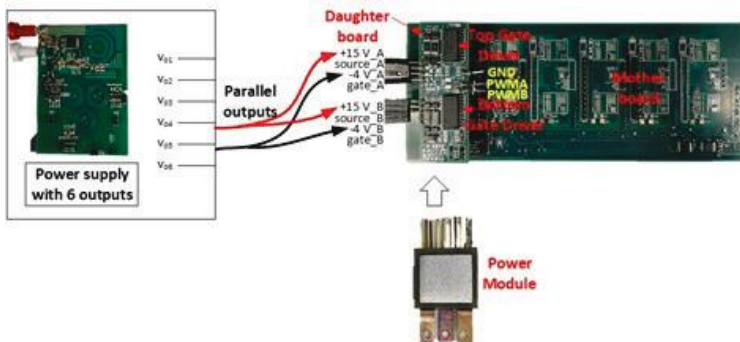 Daughter
board
+15 V_A
source_A
-4 V_A
gate_A
+15 V_B
source_B
-4 V_B
gate_B
Top Gate
Driver
GND
PWMA
PWMB
Bottom
Gate Driver
Mother
board
Vo1
Vo2
Vo3
Vo4
Vo5
Vo6
Parallel
outputs
Power supply
with 6 outputs
Power
Module